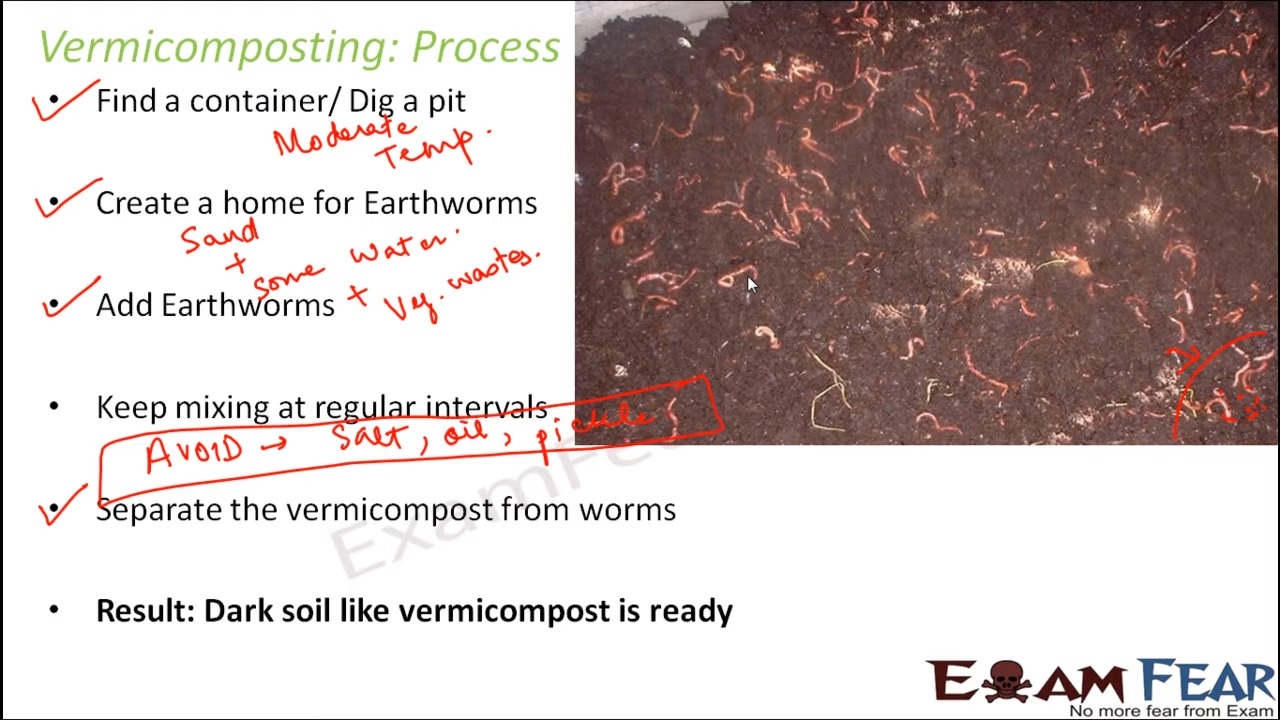 Vermicomposting: Process
• Find a container/ Dig a pit
Moderate
Temp.
• Create a home for Earthworms
Sand
+
some water.
• Add Earthworms + Veg. wastes.
• Keep mixing at regular intervals
AVOID → Salt, oil, pickle
• Separate the vermicompost from worms
ExamFear
• Result: Dark soil like vermicompost is ready
EXAM FEAR
No more fear from Exam